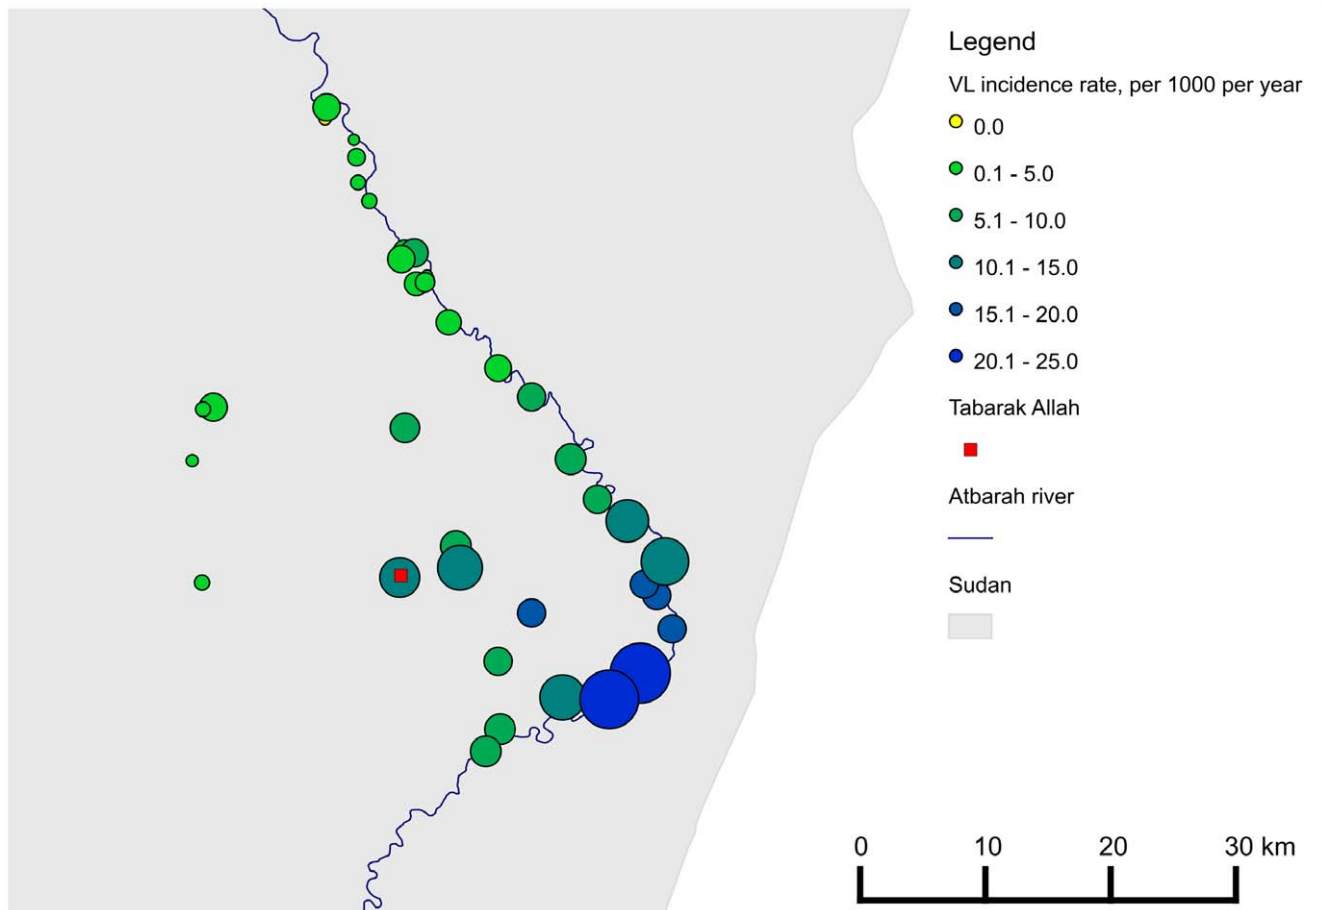 Legend
VL incidence rate, per 1000 per year
0.0
0.1 - 5.0
5.1 - 10.0
10.1 - 15.0
15.1 - 20.0
20.1 - 25.0
Tabarak Allah
Atbarah river
Sudan
0 10 20 30 km